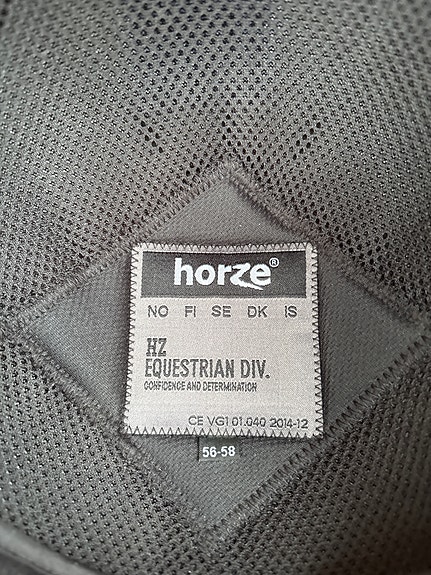 horze®
NO FI SE DK IS
HZ
EQUESTRIAN DIV.
CONFIDENCE AND DETERMINATION
CE VG1 01.040 2014-12
56-58